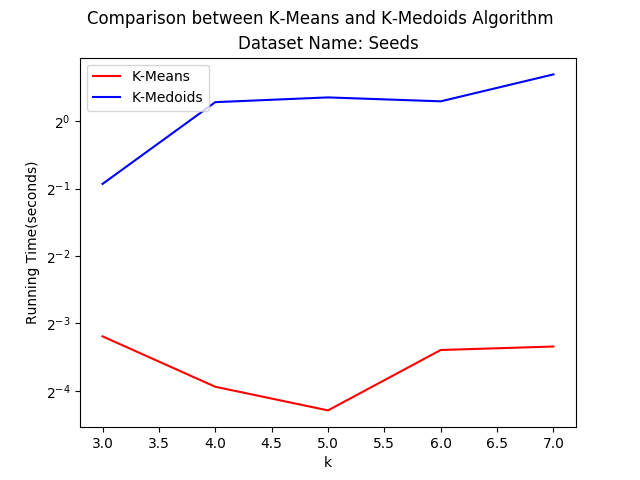 Comparison between K-Means and K-Medoids Algorithm
Dataset Name: Seeds
K-Means
K-Medoids
Running Time(seconds)
2⁰
2⁻¹
2⁻²
2⁻³
2⁻⁴
3.0 3.5 4.0 4.5 5.0 5.5 6.0 6.5 7.0
k